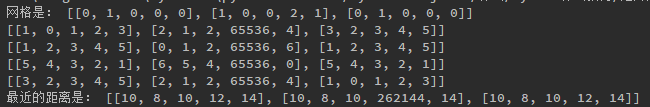 网格是: [[0, 1, 0, 0, 0], [1, 0, 0, 2, 1], [0, 1, 0, 0, 0]]
[[1, 0, 1, 2, 3], [2, 1, 2, 65536, 4], [3, 2, 3, 4, 5]]
[[1, 2, 3, 4, 5], [0, 1, 2, 65536, 6], [1, 2, 3, 4, 5]]
[[5, 4, 3, 2, 1], [6, 5, 4, 65536, 0], [5, 4, 3, 2, 1]]
[[3, 2, 3, 4, 5], [2, 1, 2, 65536, 4], [1, 0, 1, 2, 3]]
最近的距离是: [[10, 8, 10, 12, 14], [10, 8, 10, 262144, 14], [10, 8, 10, 12, 14]]